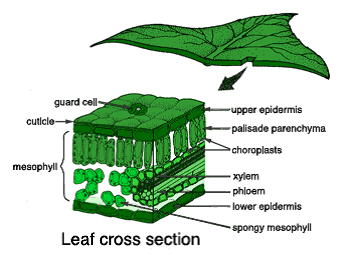 guard cell
cuticle
mesophyll
upper epidermis
palisade parenchyma
choroplasts
xylem
phloem
lower epidermis
spongy mesophyll
Leaf cross section